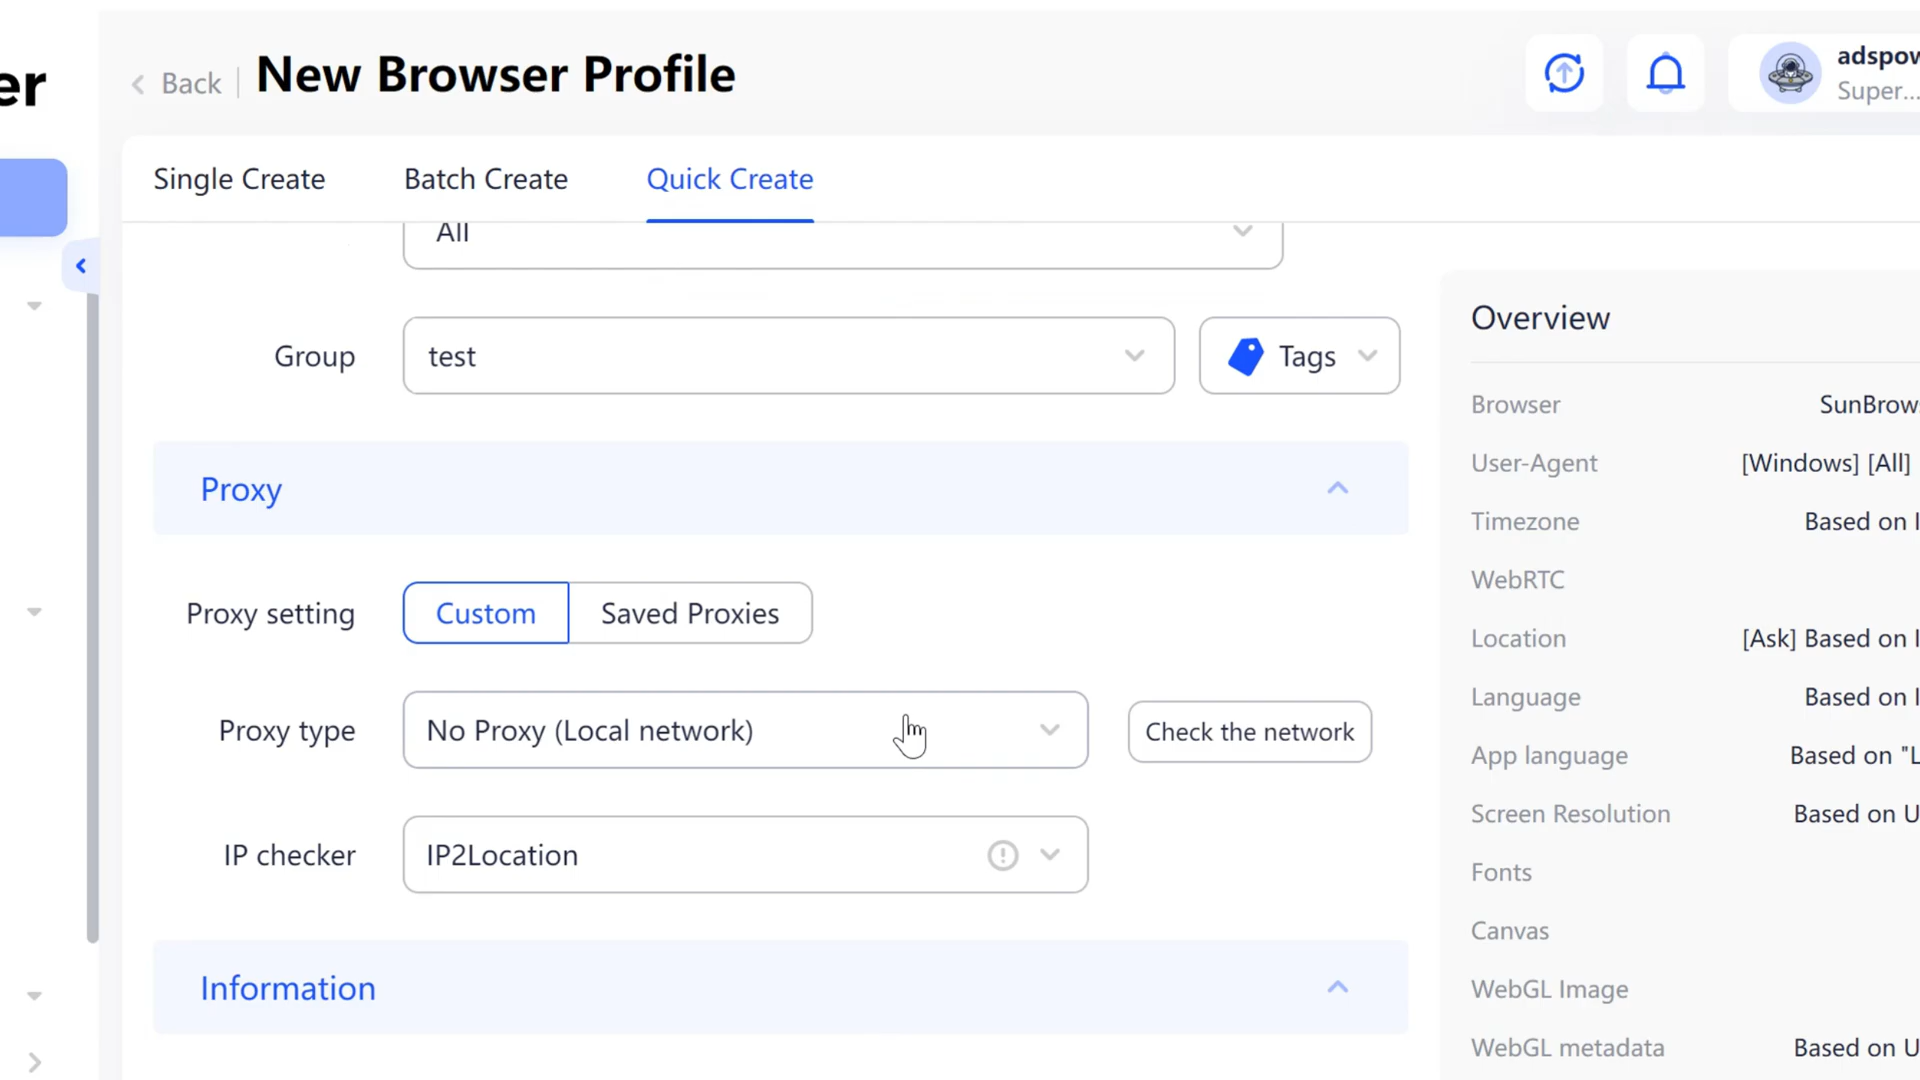 er
Back
New Browser Profile
adspow
Super...
Single Create
Batch Create
Quick Create
All
Group
test
Tags
Proxy
Proxy setting
Custom
Saved Proxies
Proxy type
No Proxy (Local network)
Check the network
IP checker
IP2Location
Information
Overview
Browser
SunBrows
User-Agent
[Windows] [All]
Timezone
Based on I
WebRTC
Location
[Ask] Based on I
Language
Based on I
App language
Based on "L
Screen Resolution
Based on U
Fonts
Canvas
WebGL Image
WebGL metadata
Based on U